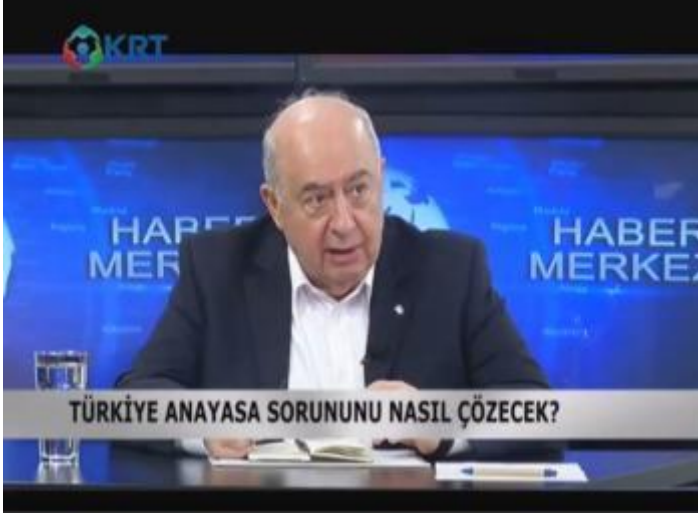 KRT
HABER
MERKEZ
HABER
MERKEZ
TÜRKİYE ANAYASA SORUNUNU NASIL ÇÖZECEK?